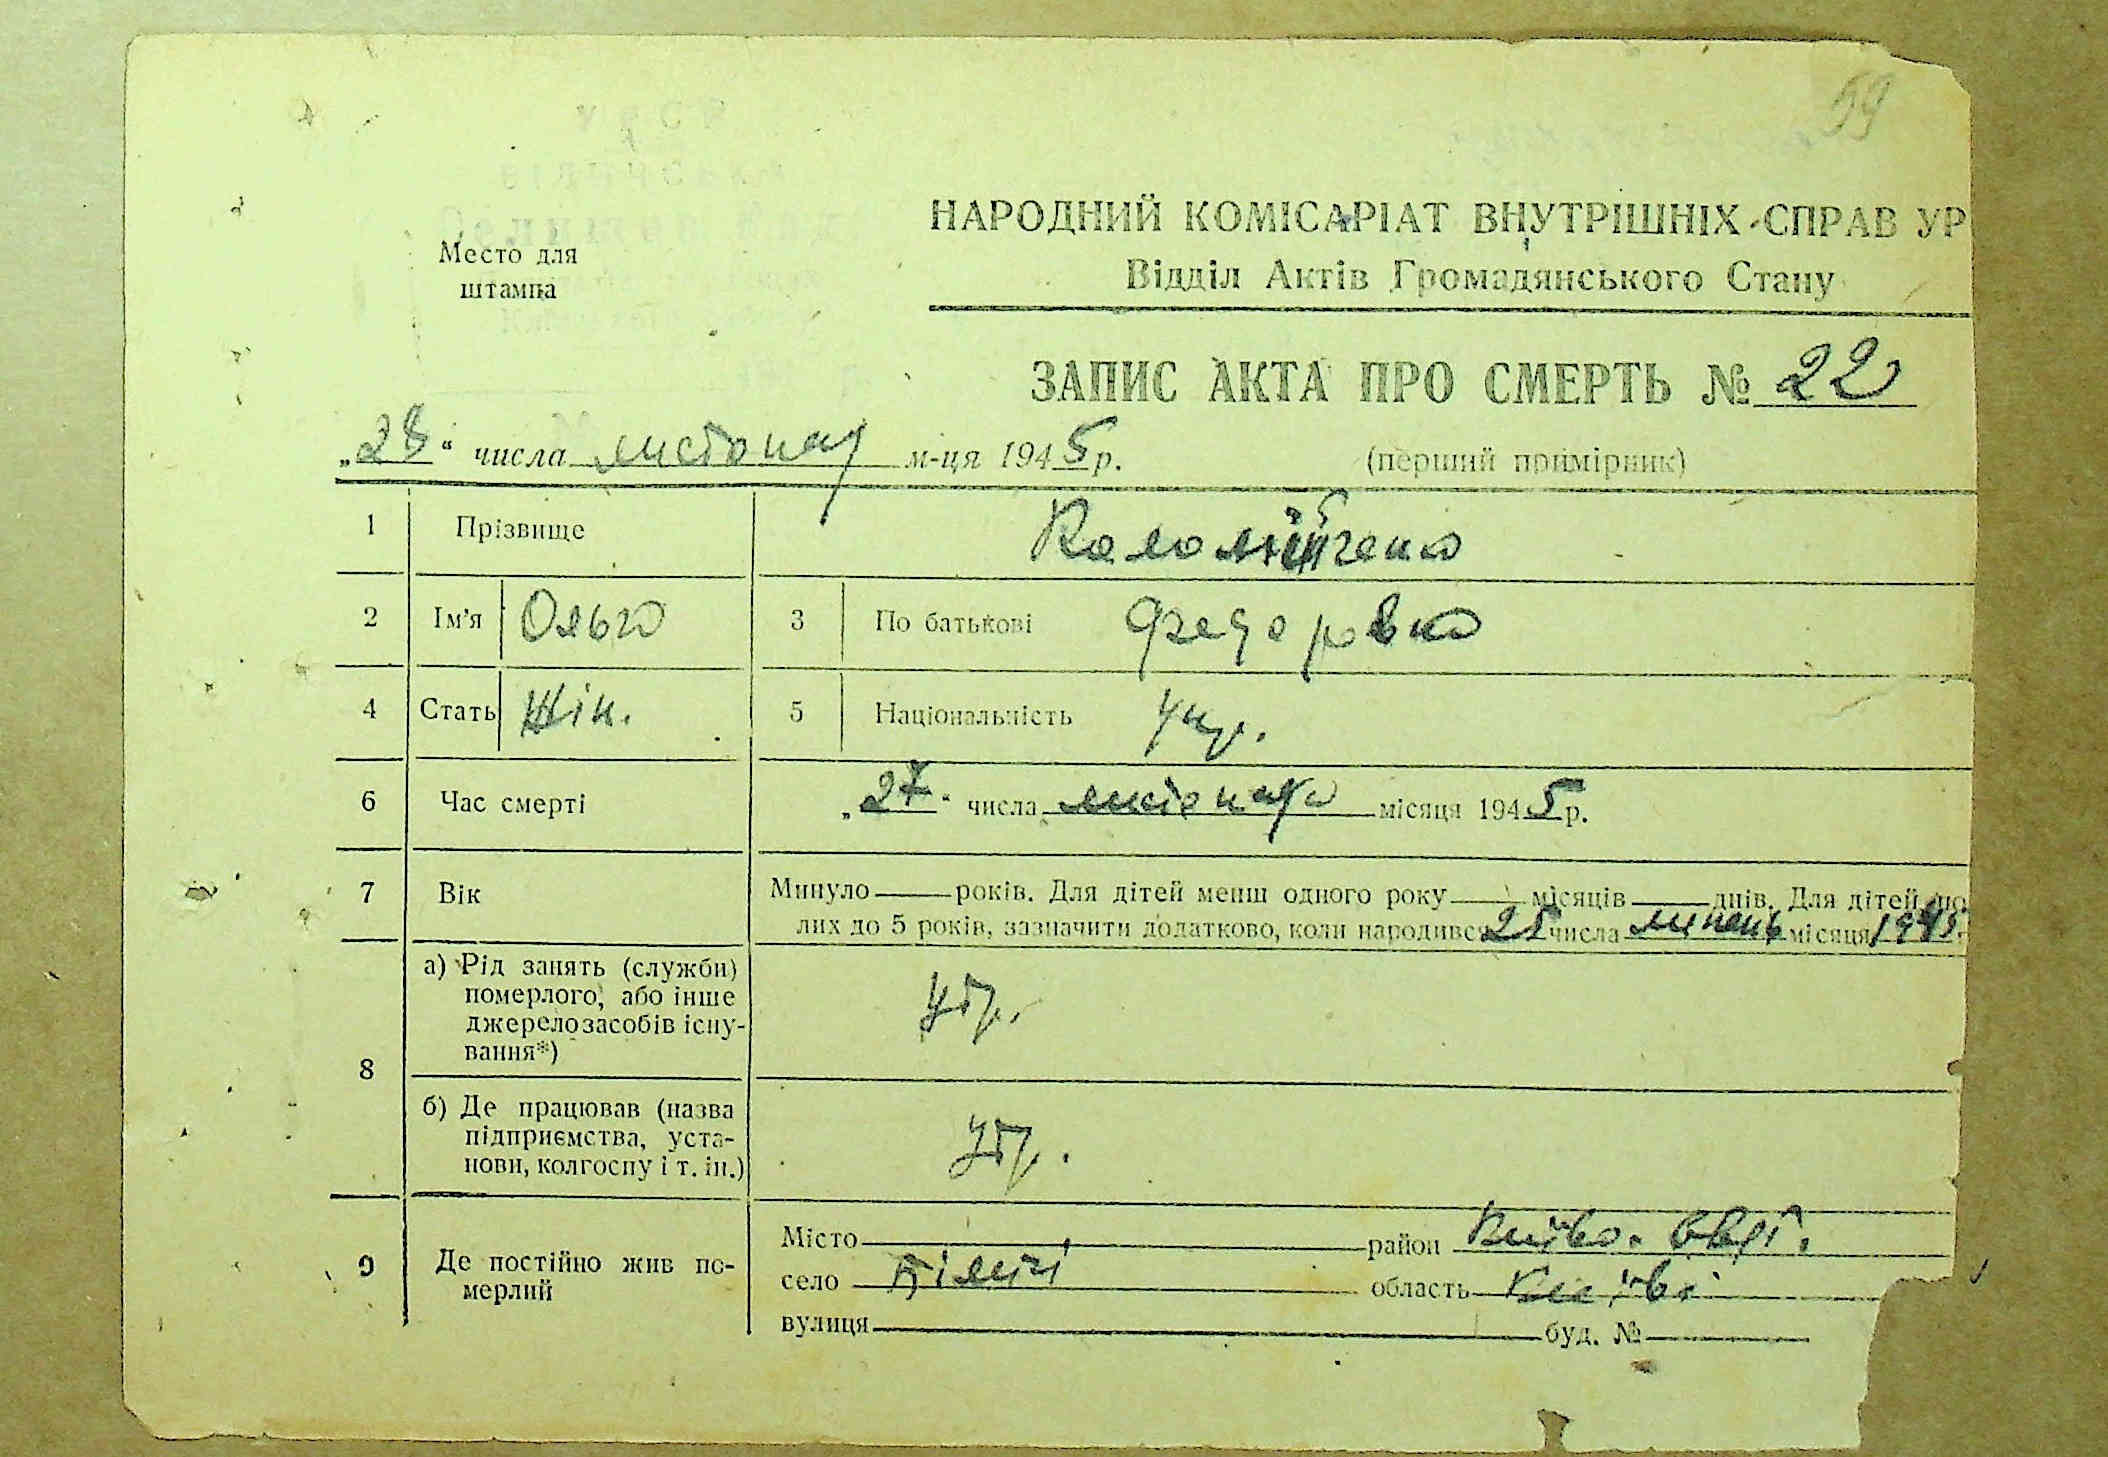 59
НАРОДНИЙ КОМІСАРІАТ ВНУТРІШНІХ СПРАВ УР
Место для
штампа
Відділ Актів Громадянського Стану
ЗАПИС АКТА ПРО СМЕРТЬ № 22
„28“ числа листопад м-ця 1945 р.
(перший примірник)
1 Прізвище Коломійченко
2 Ім'я Ольга 3 По батькові Федоровна
4 Стать Жін. 5 Національність Укр.
6 Час смерті „27“ числа листопада місяця 1945 р.
7 Вік Минуло років. Для дітей менш одного року місяців днів. Для дітей, по
лих до 5 років, зазначити додатково, коли народився 25 числа липень місяця 1945.
8 а) Рід занять (служби)
померлого, або інше
джерело засобів існу-
вання*)
Утр.
б) Де працював (назва
підприємства, уста-
нови, колгоспу і т. ін.)
Утр.
9 Де постійно жив по-
мерлий
Місто район
село область
вулиця буд. №